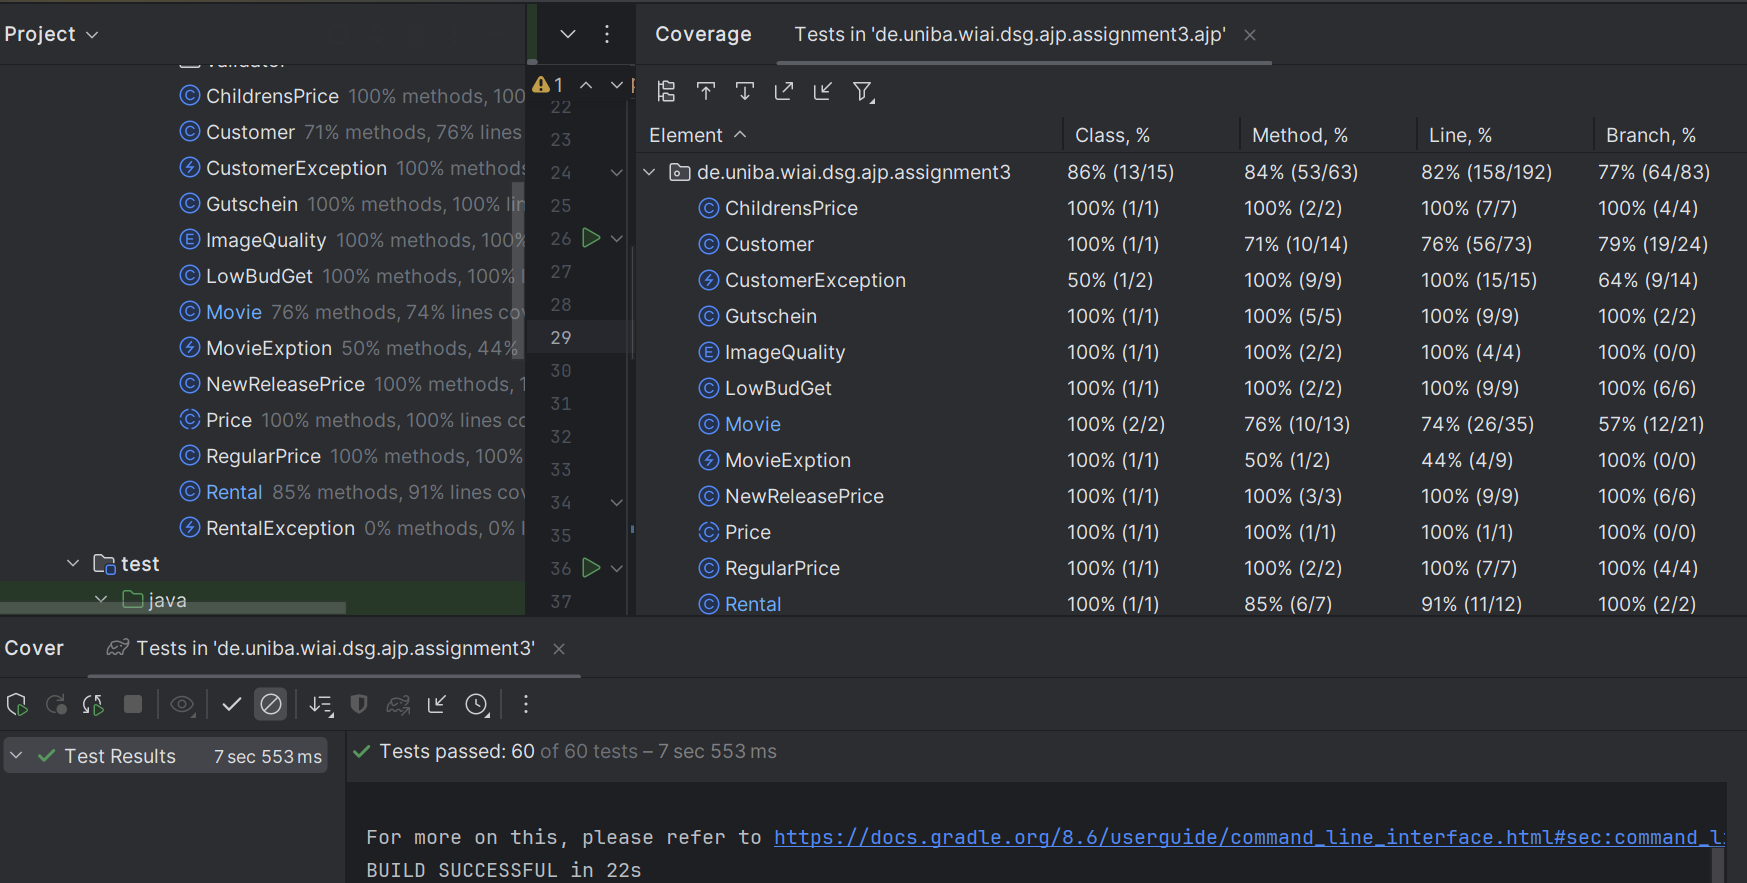 Project
Coverage
Tests in 'de.uniba.wiai.dsg.ajp.assignment3.ajp'
ChildrensPrice 100% methods, 100
Customer 71% methods, 76% lines
CustomerException 100% methods
Gutschein 100% methods, 100% lin
ImageQuality 100% methods, 100%
LowBudGet 100% methods, 100%
Movie 76% methods, 74% lines cov
MovieExption 50% methods, 44%
NewReleasePrice 100% methods, 1
Price 100% methods, 100% lines co
RegularPrice 100% methods, 100%
Rental 85% methods, 91% lines cov
RentalException 0% methods, 0%
test
java
1
22
23
24
25
26
27
28
29
30
31
32
33
34
35
36
37
Element Class, % Method, % Line, % Branch, %
de.uniba.wiai.dsg.ajp.assignment3 86% (13/15) 84% (53/63) 82% (158/192) 77% (64/83)
ChildrensPrice 100% (1/1) 100% (2/2) 100% (7/7) 100% (4/4)
Customer 100% (1/1) 71% (10/14) 76% (56/73) 79% (19/24)
CustomerException 50% (1/2) 100% (9/9) 100% (15/15) 64% (9/14)
Gutschein 100% (1/1) 100% (5/5) 100% (9/9) 100% (2/2)
ImageQuality 100% (1/1) 100% (2/2) 100% (4/4) 100% (0/0)
LowBudGet 100% (1/1) 100% (2/2) 100% (9/9) 100% (6/6)
Movie 100% (2/2) 76% (10/13) 74% (26/35) 57% (12/21)
MovieExption 100% (1/1) 50% (1/2) 44% (4/9) 100% (0/0)
NewReleasePrice 100% (1/1) 100% (3/3) 100% (9/9) 100% (6/6)
Price 100% (1/1) 100% (1/1) 100% (1/1) 100% (0/0)
RegularPrice 100% (1/1) 100% (2/2) 100% (7/7) 100% (4/4)
Rental 100% (1/1) 85% (6/7) 91% (11/12) 100% (2/2)
Cover
Tests in 'de.uniba.wiai.dsg.ajp.assignment3'
Test Results 7 sec 553 ms
Tests passed: 60 of 60 tests – 7 sec 553 ms
For more on this, please refer to https://docs.gradle.org/8.6/userguide/command_line_interface.html#sec:command_li
BUILD SUCCESSFUL in 22s